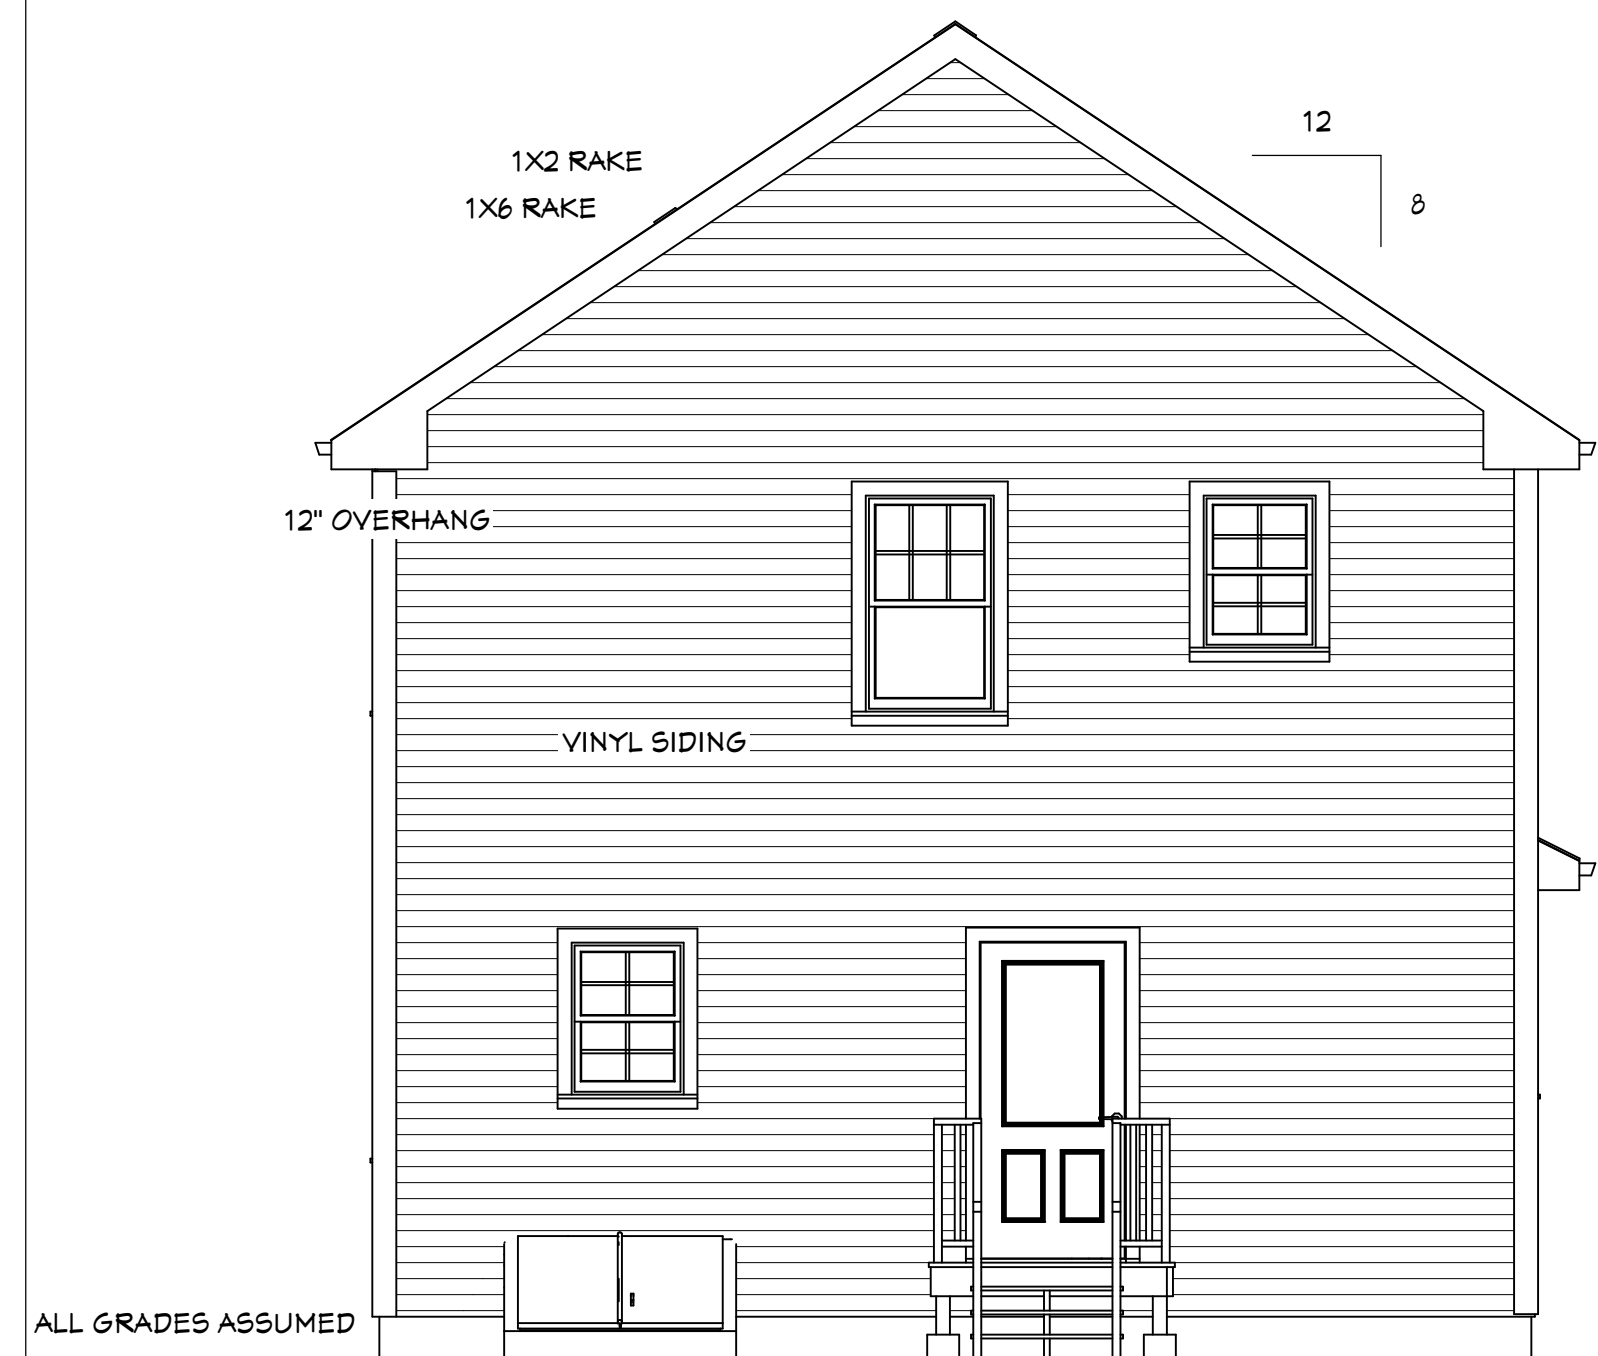 12
1X2 RAKE
1X6 RAKE
8
12" OVERHANG
VINYL SIDING
ALL GRADES ASSUMED